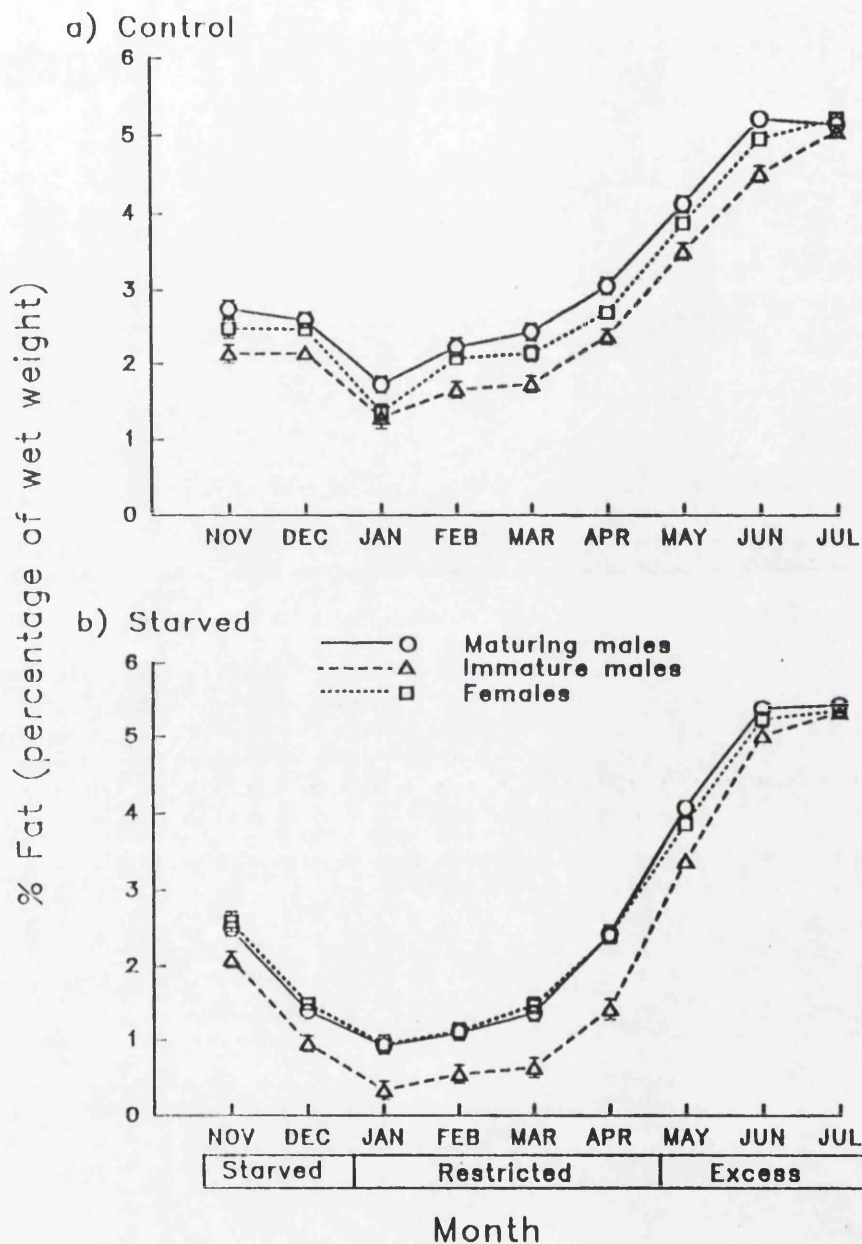 a) Control
6
5
4
3
2
1
0
NOV DEC JAN FEB MAR APR MAY JUN JUL
% Fat (percentage of wet weight)
b) Starved
Maturing males
Immature males
Females
6
5
4
3
2
1
0
NOV DEC JAN FEB MAR APR MAY JUN JUL
Starved Restricted Excess
Month